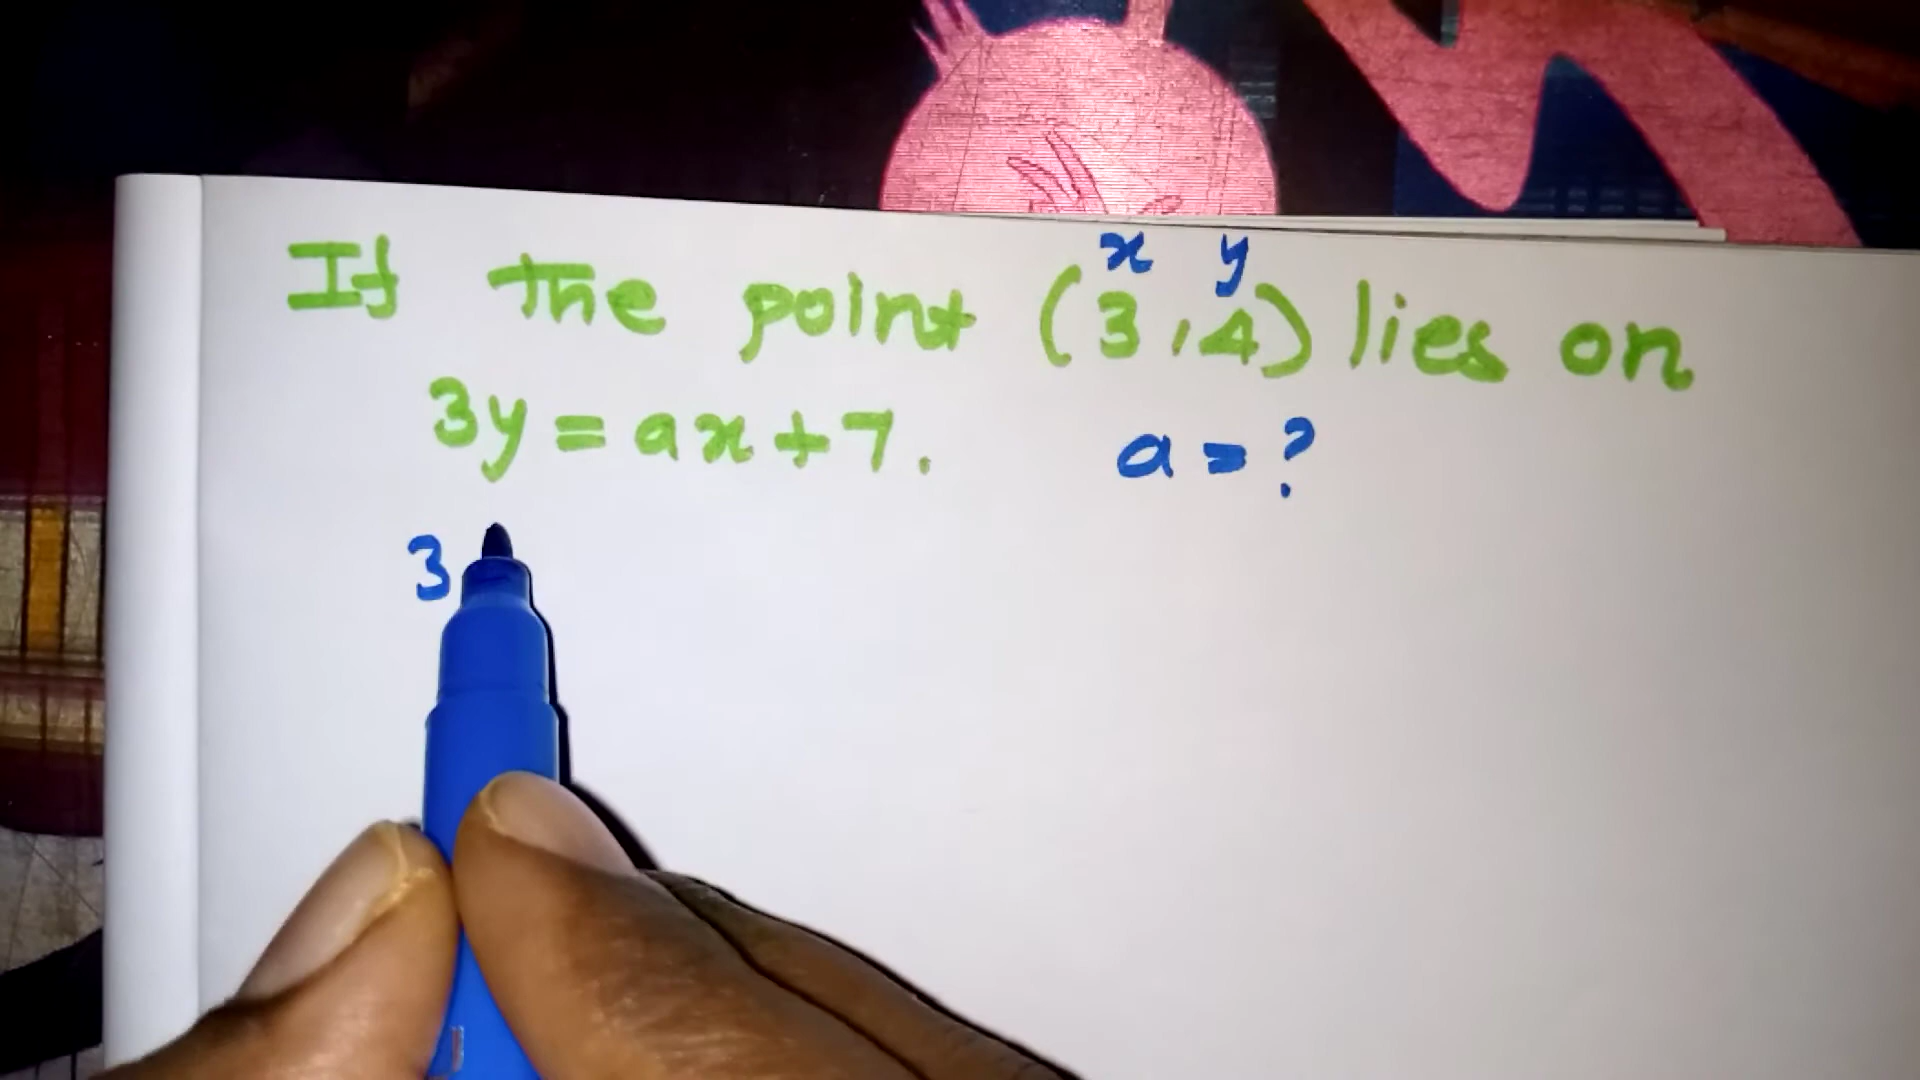 x y
If the point (3,4) lies on
3y = ax + 7. a = ?
3